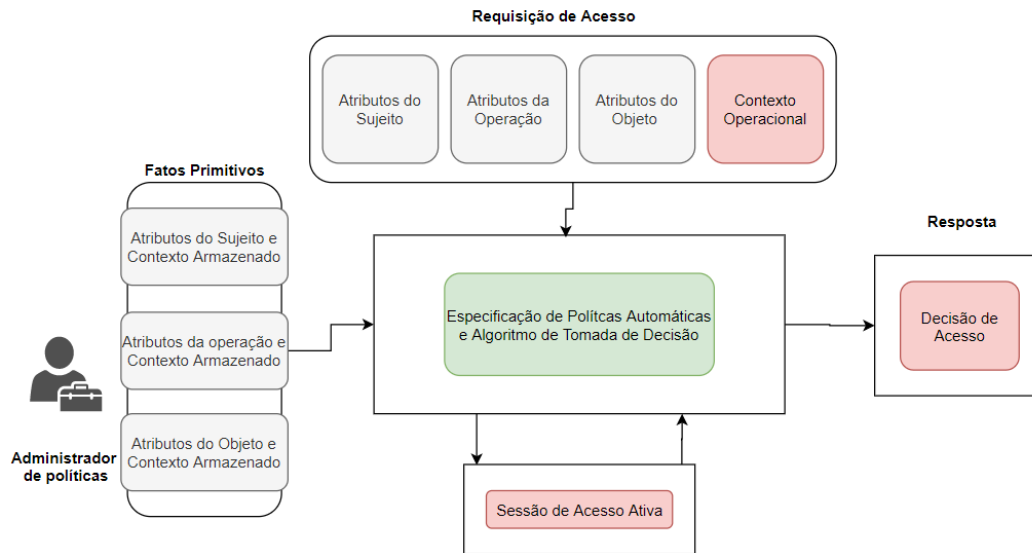 Requisição de Acesso
Atributos do
Sujeito
Atributos da
Operação
Atributos do
Objeto
Contexto
Operacional
Fatos Primitivos
Atributos do Sujeito e
Contexto Armazenado
Atributos da operação e
Contexto Armazenado
Atributos do Objeto e
Contexto Armazenado
Administrador
de políticas
Especificação de Polítcas Automáticas
e Algoritmo de Tomada de Decisão
Sessão de Acesso Ativa
Resposta
Decisão de
Acesso